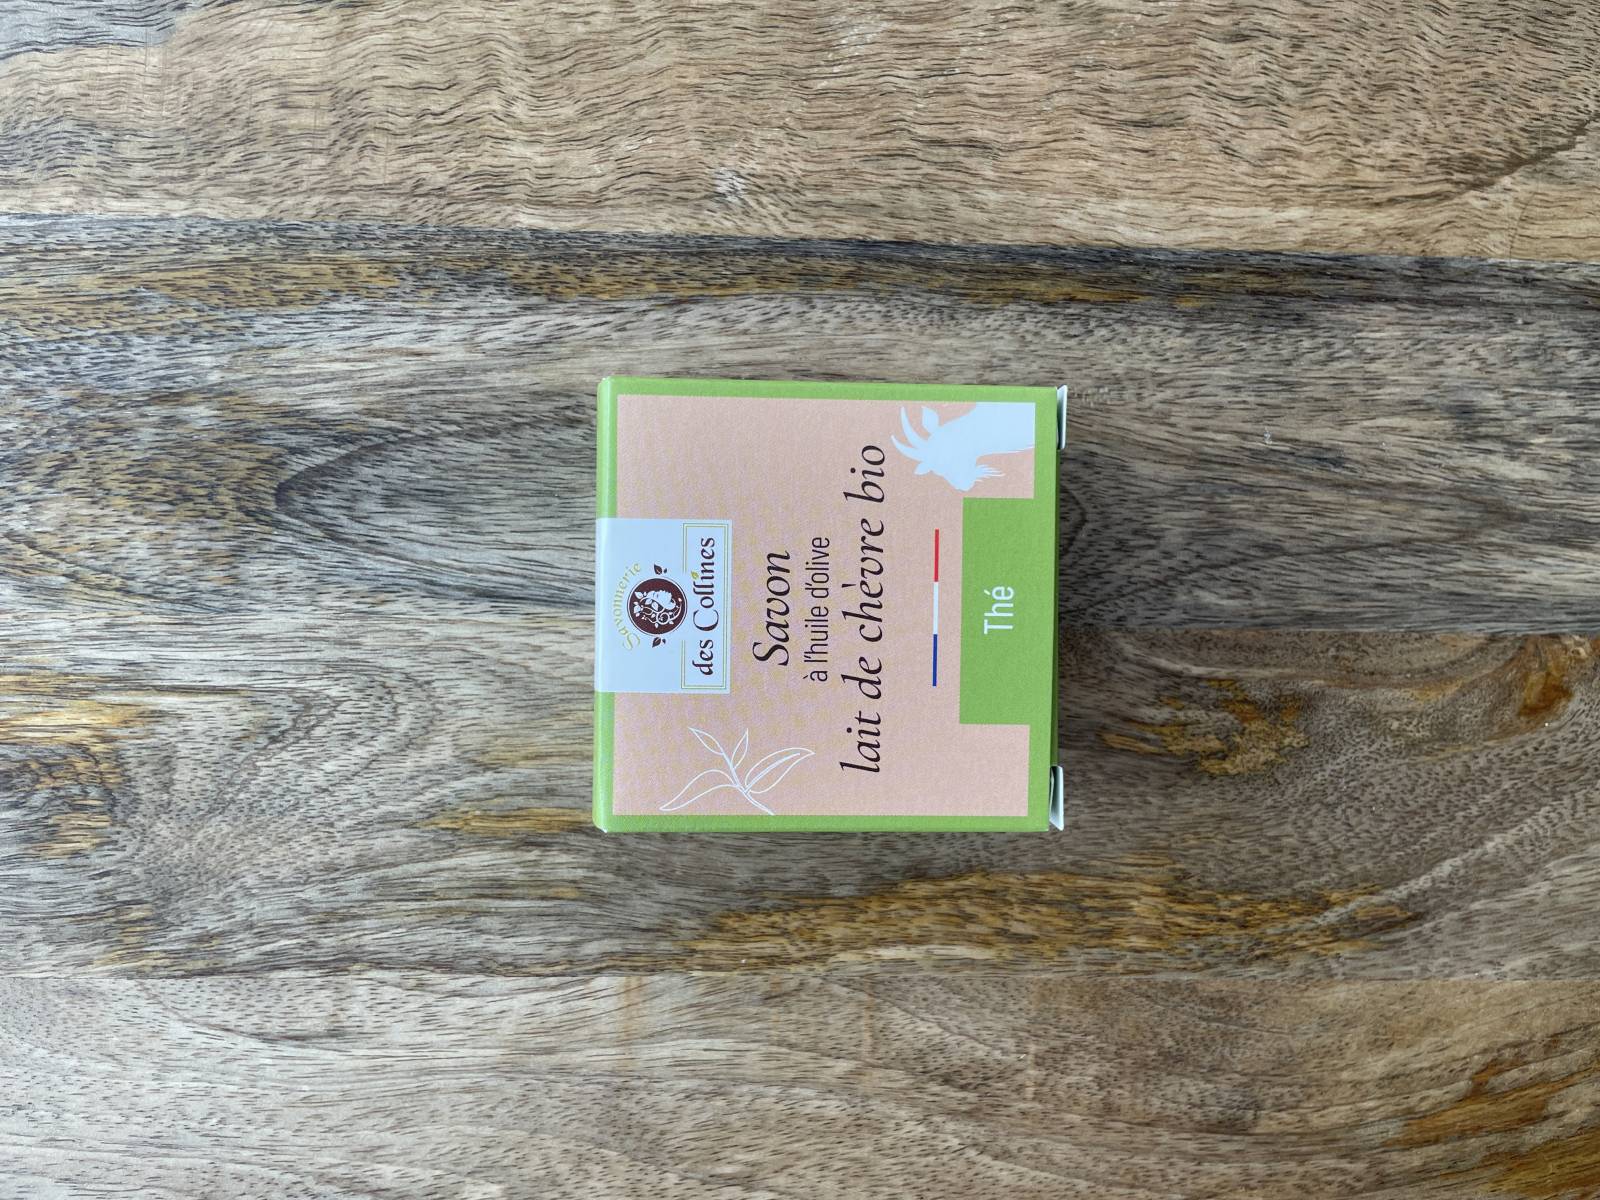 Savonnerie
des Collines
Savon
à l'huile d'olive
lait de chèvre bio
Thé